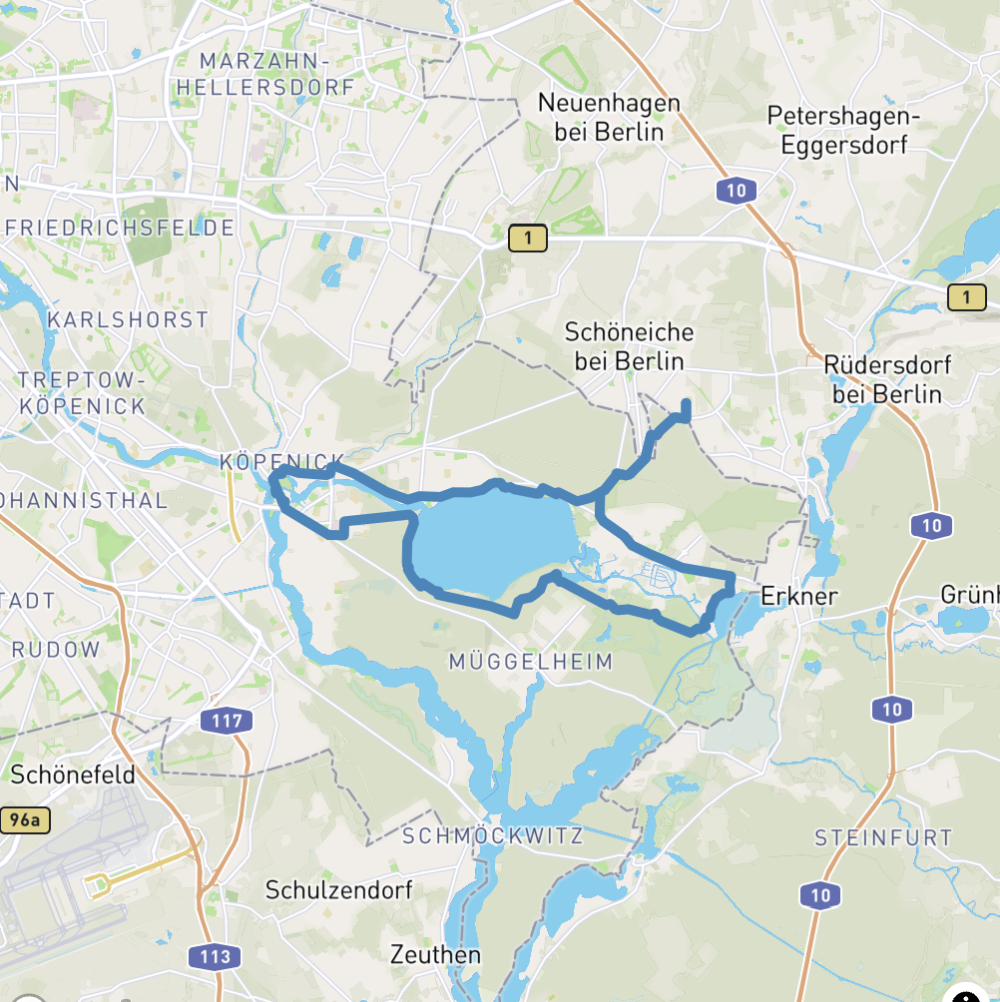 MARZAHN-
HELLERSDORF
Neuenhagen
bei Berlin
Petershagen-
Eggersdorf
N
10
FRIEDRICHSFELDE
1
1
KARLSHORST
Schöneiche
bei Berlin
Rüdersdorf
bei Berlin
TREPTOW-
KÖPENICK
KÖPENICK
OHANNISTHAL
10
TADT
Erkner
Grünh
RUDOW
MÜGGELHEIM
117
10
Schönefeld
96a
SCHMÖCKWITZ
STEINFURT
Schulzendorf
10
Zeuthen
113